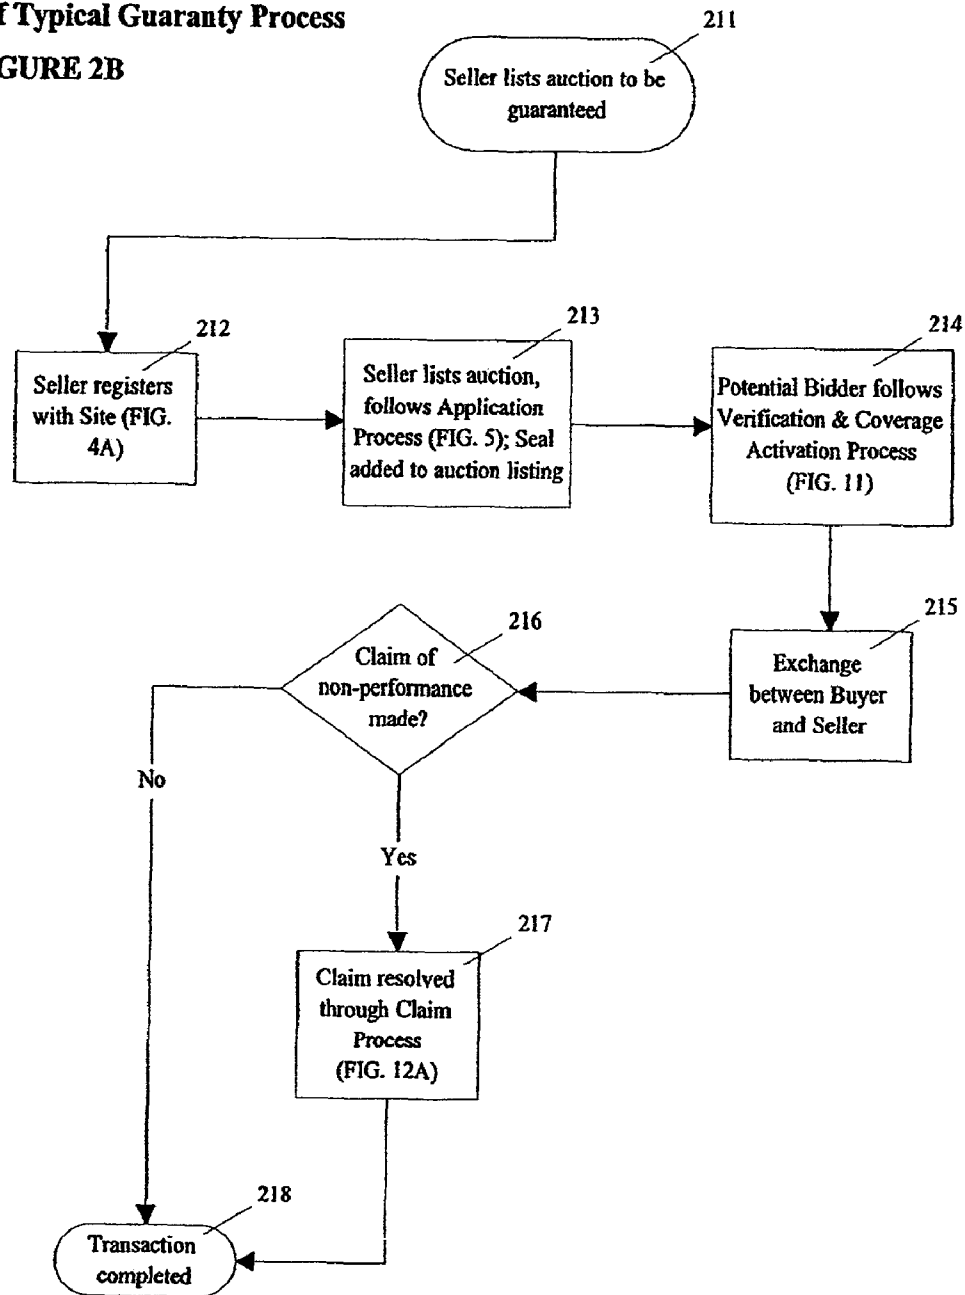 f Typical Guaranty Process
GURE 2B
211
Seller lists auction to be
guaranteed
212
Seller registers
with Site (FIG.
4A)
213
Seller lists auction,
follows Application
Process (FIG. 5); Seal
added to auction listing
214
Potential Bidder follows
Verification & Coverage
Activation Process
(FIG. 11)
215
Exchange
between Buyer
and Seller
216
Claim of
non-performance
made?
No
Yes
217
Claim resolved
through Claim
Process
(FIG. 12A)
218
Transaction
completed